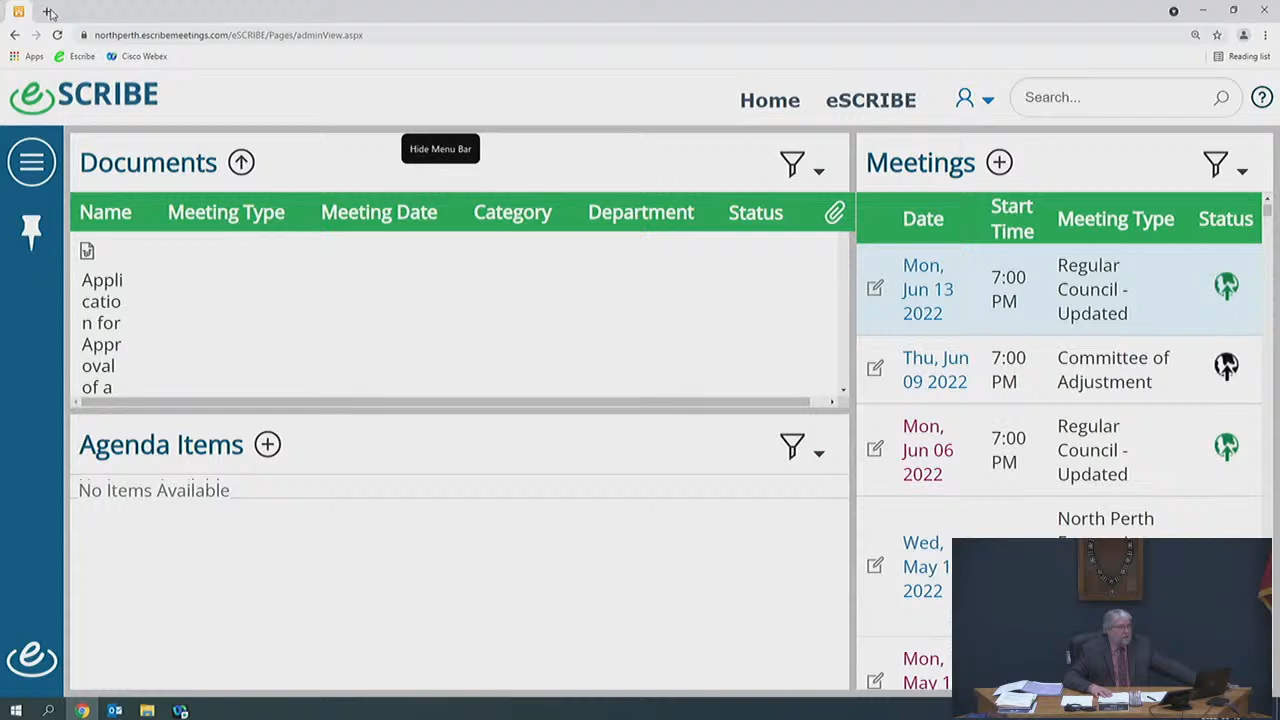 northperth.escribemeetings.com/eSCRIBE/Pages/adminView.aspx
Apps
Escribe
Cisco Webex
Reading list
eSCRIBE
Home
eSCRIBE
Search...
Hide Menu Bar
Documents
Name
Meeting Type
Meeting Date
Category
Department
Status
Appli
catio
n for
Appr
oval
of a
Agenda Items
No Items Available
Meetings
Date
Start
Time
Meeting Type
Status
Mon,
Jun 13
2022
7:00
PM
Regular
Council -
Updated
Thu, Jun
09 2022
7:00
PM
Committee of
Adjustment
Mon,
Jun 06
2022
7:00
PM
Regular
Council -
Updated
Wed,
May 1
2022
North Perth
Mon,
May 1